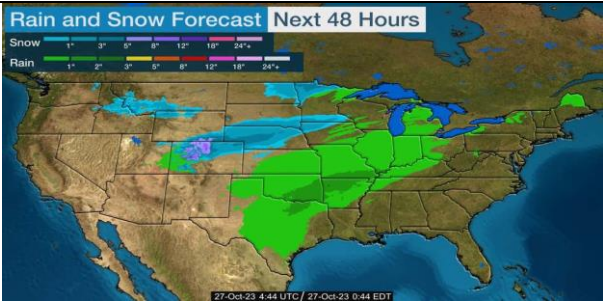 Rain and Snow Forecast Next 48 Hours
Snow 1" 3" 5" 8" 12" 18" 24"+
Rain 1" 2" 3" 5" 8" 12" 18" 24"+
27-Oct-23 4:44 UTC / 27-Oct-23 0:44 EDT